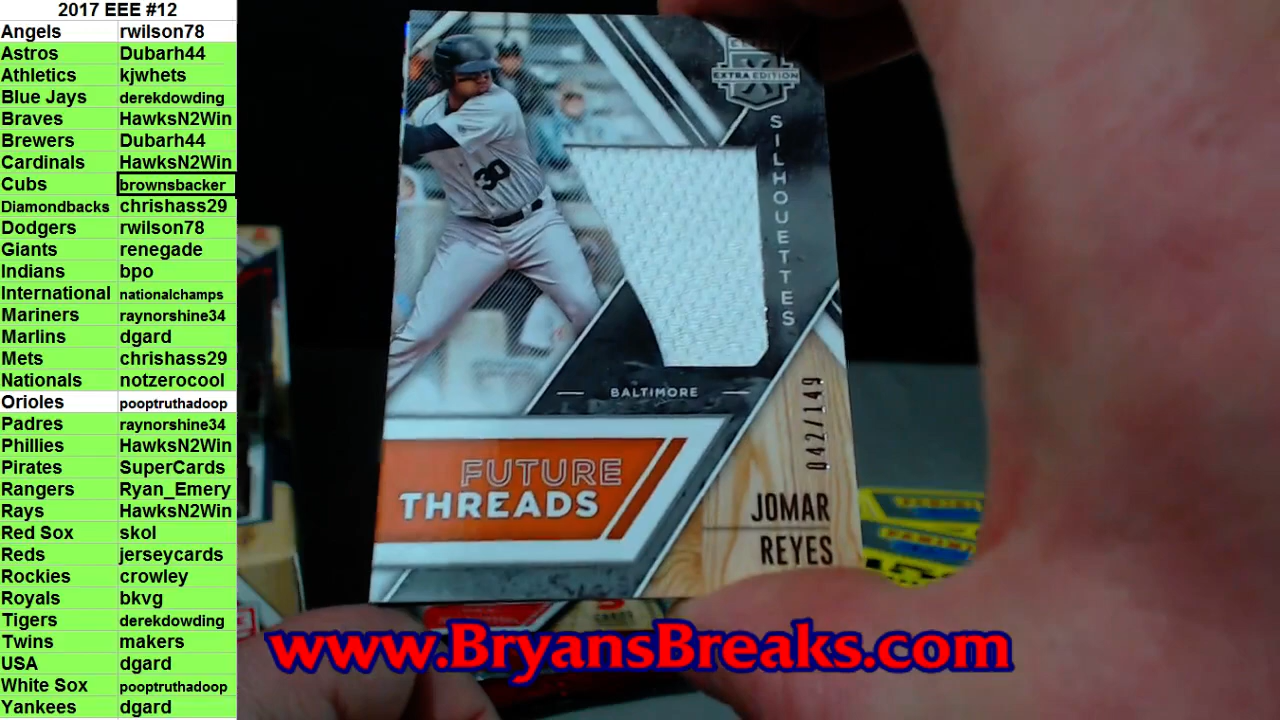 2017 EEE #12
Angels rwilson78
Astros Dubarh44
Athletics kjwhets
Blue Jays derekdowding
Braves HawksN2Win
Brewers Dubarh44
Cardinals HawksN2Win
Cubs brownsbacker
Diamondbacks chrishass29
Dodgers rwilson78
Giants renegade
Indians bpo
International nationalchamps
Mariners raynorshine34
Marlins dgard
Mets chrishass29
Nationals notzerocool
Orioles pooptruthadoop
Padres raynorshine34
Phillies HawksN2Win
Pirates SuperCards
Rangers Ryan_Emery
Rays HawksN2Win
Red Sox skol
Reds jerseycards
Rockies crowley
Royals bkvg
Tigers derekdowding
Twins makers
USA dgard
White Sox pooptruthadoop
Yankees dgard
EXTRA EDITION
SILHOUETTES
30
BALTIMORE
042/149
FUTURE
THREADS
JOMAR
REYES
www.BryansBreaks.com